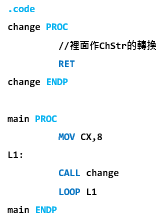 .code
change PROC
//裡面作ChStr的轉換
RET
change ENDP
main PROC
MOV CX,8
L1:
CALL change
LOOP L1
main ENDP